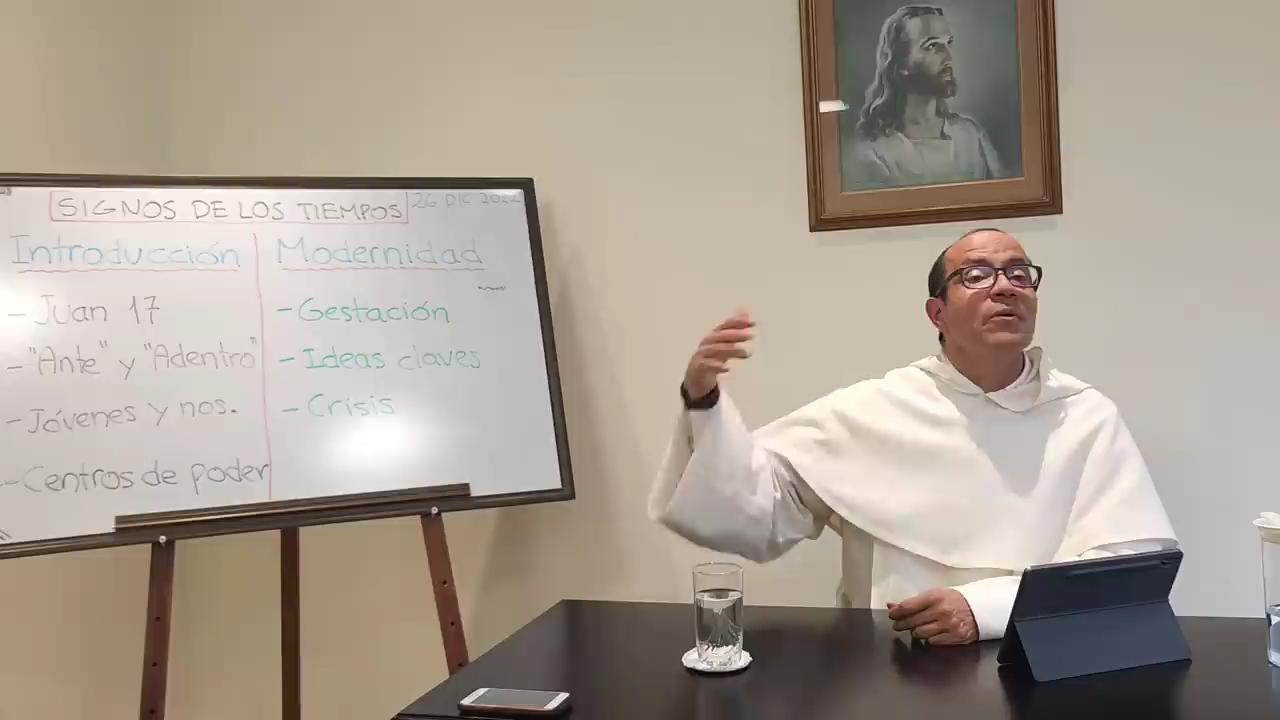 SIGNOS DE LOS TIEMPOS 26 DIC 2022
Introducción
- Juan 17
- "Ante" y "Adentro"
- Jóvenes y nos.
- Centros de poder
Modernidad
- Gestación
- Ideas claves
- Crisis